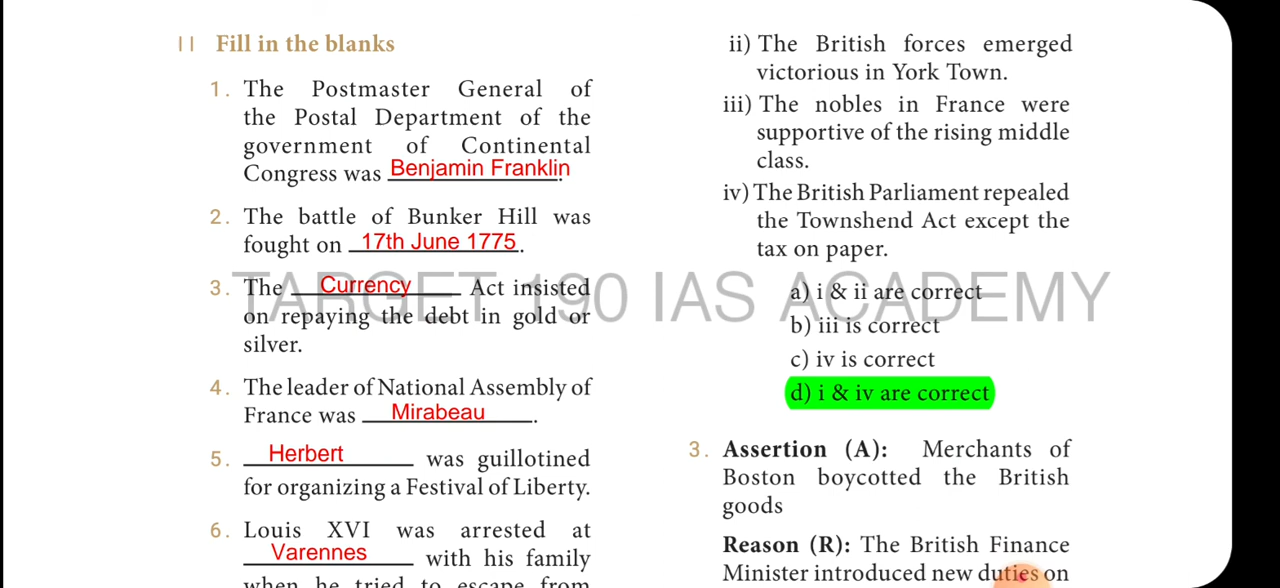 II Fill in the blanks
1. The Postmaster General of
the Postal Department of the
government of Continental
Congress was Benjamin Franklin.
2. The battle of Bunker Hill was
fought on 17th June 1775.
3. The Currency Act insisted
on repaying the debt in gold or
silver.
4. The leader of National Assembly of
France was Mirabeau.
5. Herbert was guillotined
for organizing a Festival of Liberty.
6. Louis XVI was arrested at
Varennes with his family
when he tried to escape from
ii) The British forces emerged
victorious in York Town.
iii) The nobles in France were
supportive of the rising middle
class.
iv) The British Parliament repealed
the Townshend Act except the
tax on paper.
a) i & ii are correct
b) iii is correct
c) iv is correct
d) i & iv are correct
3. Assertion (A): Merchants of
Boston boycotted the British
goods
Reason (R): The British Finance
Minister introduced new duties on
TARGET 190 IAS ACADEMY